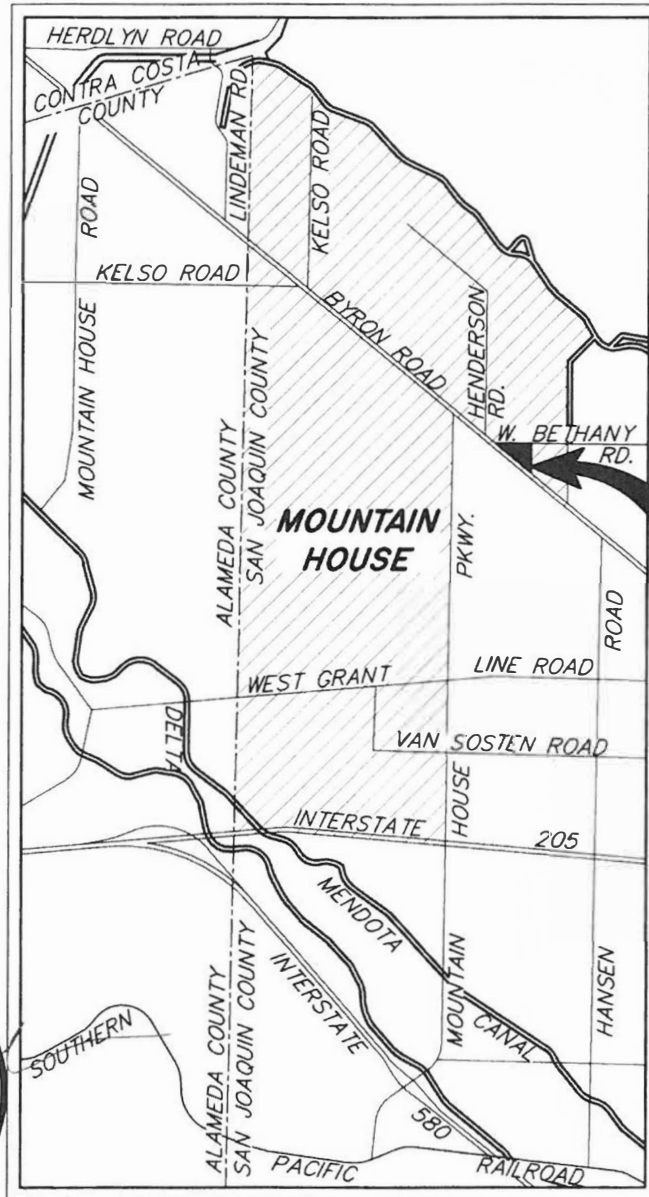 HERDLYN ROAD
CONTRA COSTA
COUNTY
LINDEMAN RD.
KELSO ROAD
ROAD
KELSO ROAD
MOUNTAIN HOUSE
BYRON ROAD
HENDERSON
RD.
W. BETHANY
RD.
ALAMEDA COUNTY
SAN JOAQUIN COUNTY
MOUNTAIN
HOUSE
PKWY.
ROAD
WEST GRANT
LINE ROAD
DELTA
VAN SOSTEN ROAD
INTERSTATE
205
HOUSE
MENDOTA
MOUNTAIN
CANAL
HANSEN
SOUTHERN
ALAMEDA COUNTY
SAN JOAQUIN COUNTY
INTERSTATE
580
PACIFIC
RAILROAD